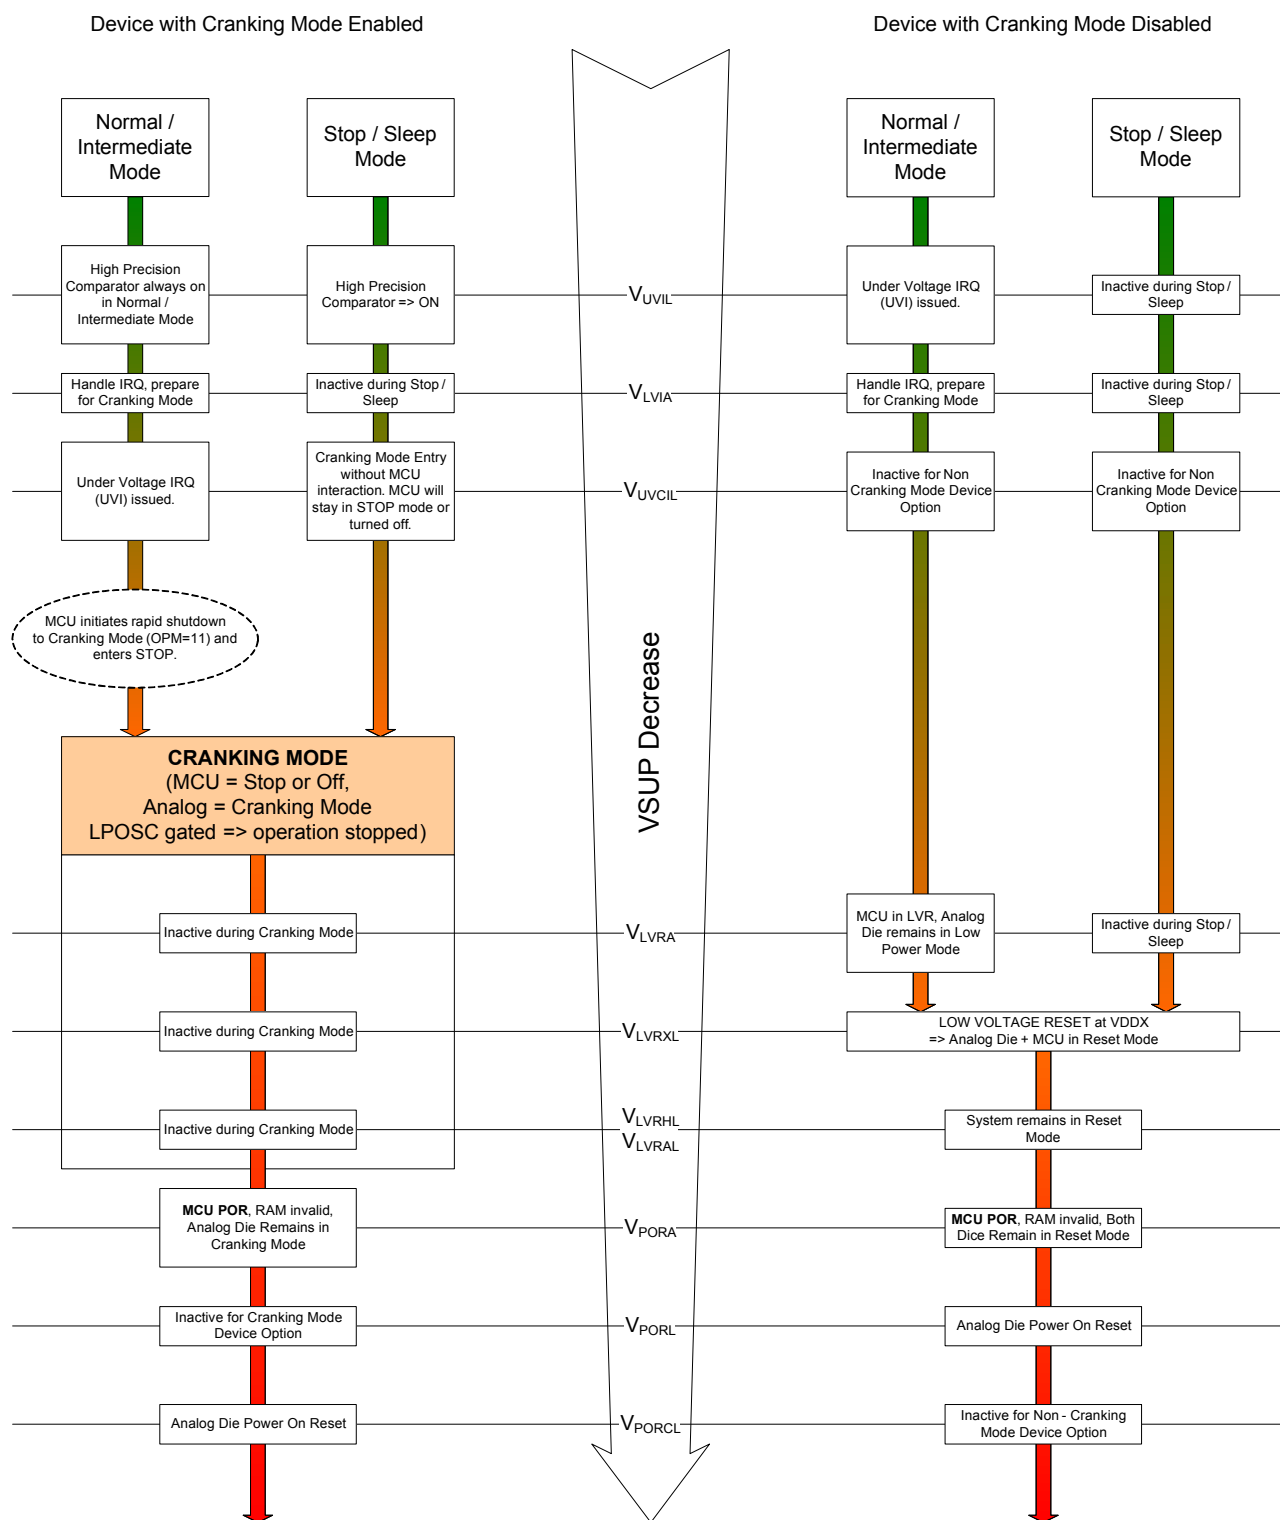 Device with Cranking Mode Enabled
Device with Cranking Mode Disabled
Normal /
Intermediate
Mode
Stop / Sleep
Mode
Normal /
Intermediate
Mode
Stop / Sleep
Mode
High Precision
Comparator always on
in Normal /
Intermediate Mode
High Precision
Comparator => ON
VUVIL
Under Voltage IRQ
(UVI) issued.
Inactive during Stop /
Sleep
Handle IRQ, prepare
for Cranking Mode
Inactive during Stop /
Sleep
VLVIA
Handle IRQ, prepare
for Cranking Mode
Inactive during Stop /
Sleep
Under Voltage IRQ
(UVI) issued.
Cranking Mode Entry
without MCU
interaction. MCU will
stay in STOP mode or
turned off.
VUVCIL
Inactive for Non
Cranking Mode Device
Option
Inactive for Non
Cranking Mode Device
Option
MCU initiates rapid shutdown
to Cranking Mode (OPM=11) and
enters STOP.
VSUP Decrease
CRANKING MODE
(MCU = Stop or Off,
Analog = Cranking Mode
LPOSC gated => operation stopped)
Inactive during Cranking Mode
VLVRA
MCU in LVR, Analog
Die remains in Low
Power Mode
Inactive during Stop /
Sleep
Inactive during Cranking Mode
VLVRXL
LOW VOLTAGE RESET at VDDX
=> Analog Die + MCU in Reset Mode
Inactive during Cranking Mode
VLVRHL
VLVRAL
System remains in Reset
Mode
MCU POR, RAM invalid,
Analog Die Remains in
Cranking Mode
VPORA
MCU POR, RAM invalid, Both
Dice Remain in Reset Mode
Inactive for Cranking Mode
Device Option
VPORL
Analog Die Power On Reset
Analog Die Power On Reset
VPORCL
Inactive for Non - Cranking
Mode Device Option